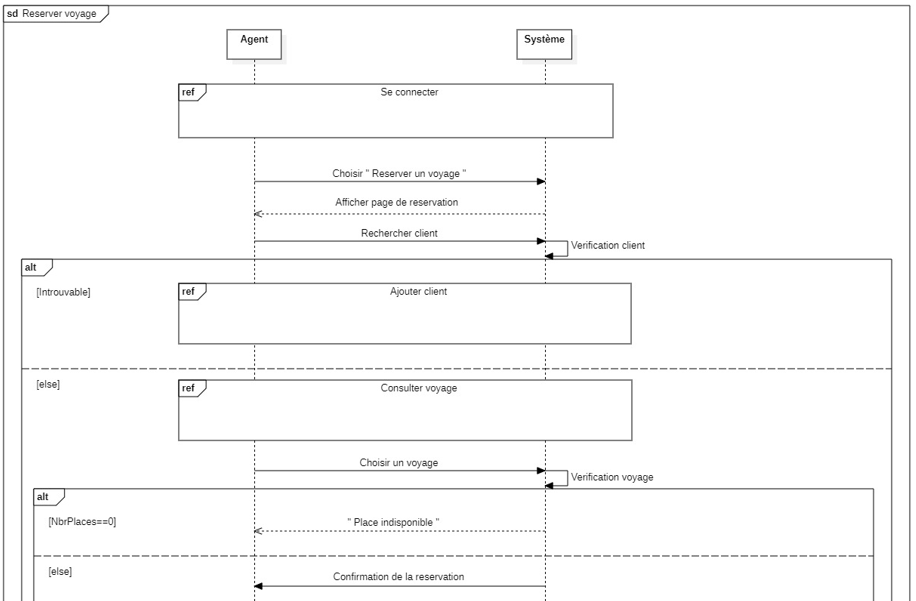 sd Reserver voyage
Agent
Système
ref
Se connecter
Choisir " Reserver un voyage "
Afficher page de reservation
Rechercher client
Verification client
alt
[Introuvable]
ref
Ajouter client
[else]
ref
Consulter voyage
Choisir un voyage
Verification voyage
alt
[NbrPlaces==0]
" Place indisponible "
[else]
Confirmation de la reservation